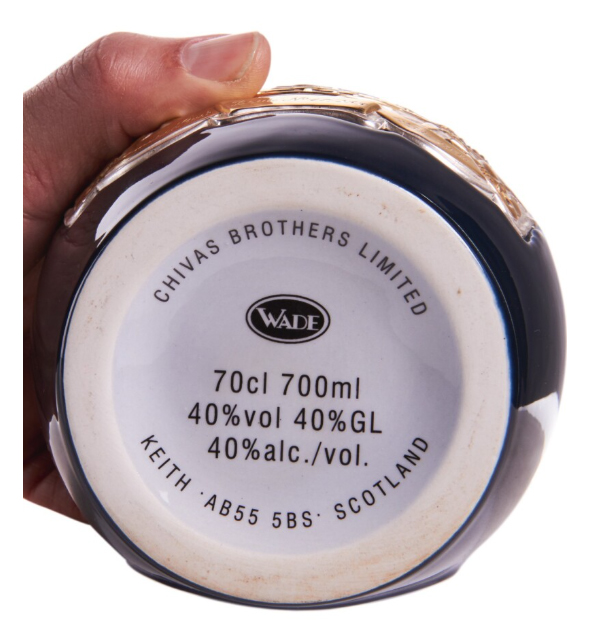 CHIVAS BROTHERS LIMITED
WADE
70cl 700ml
40%vol 40%GL
40%alc./vol.
KEITH ·AB55 5BS· SCOTLAND